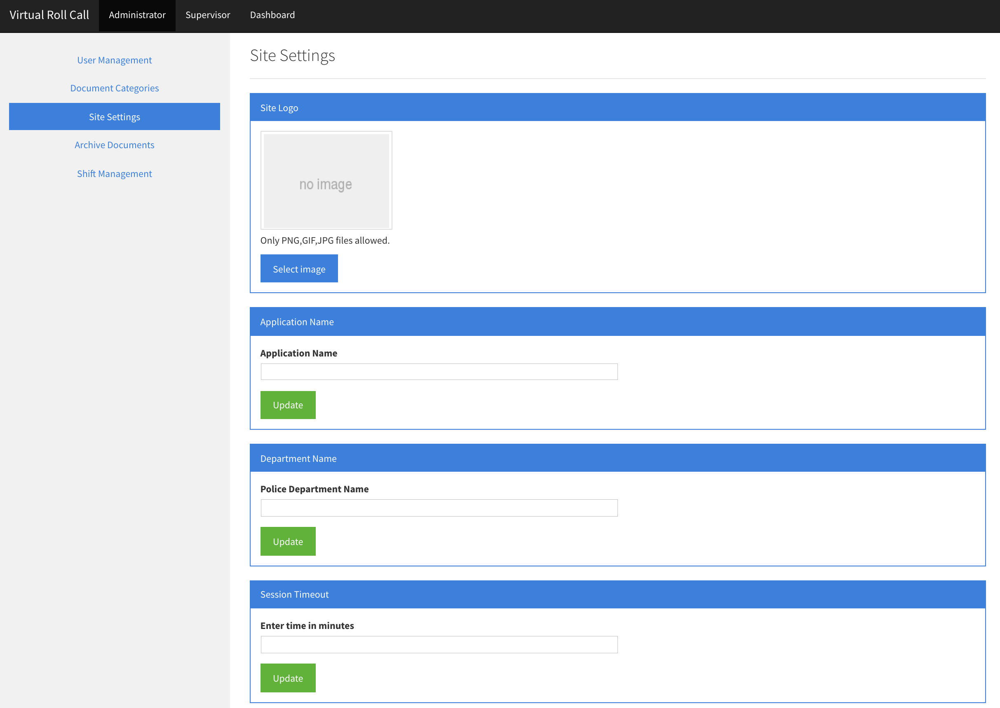 Virtual Roll Call Administrator Supervisor Dashboard
User Management
Document Categories
Site Settings
Archive Documents
Shift Management
Site Settings
Site Logo
no image
Only PNG,GIF,JPG files allowed.
Select image
Application Name
Application Name
Update
Department Name
Police Department Name
Update
Session Timeout
Enter time in minutes
Update